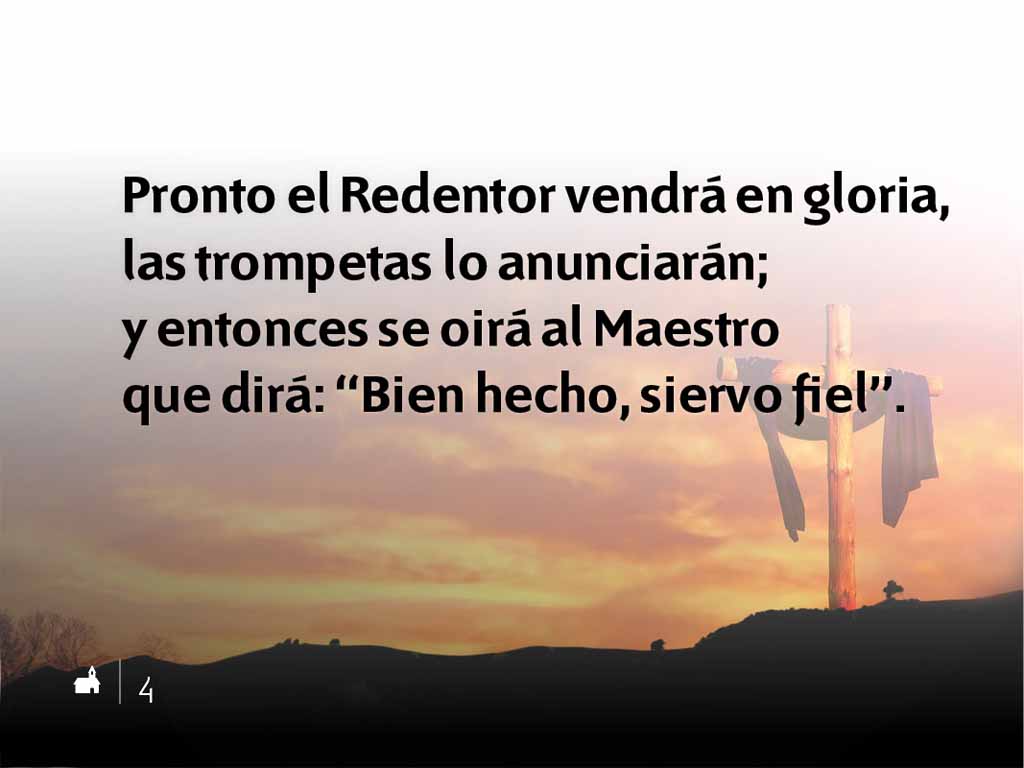 Pronto el Redentor vendrá en gloria,
las trompetas lo anunciarán;
y entonces se oirá al Maestro
que dirá: “Bien hecho, siervo fiel”.
4